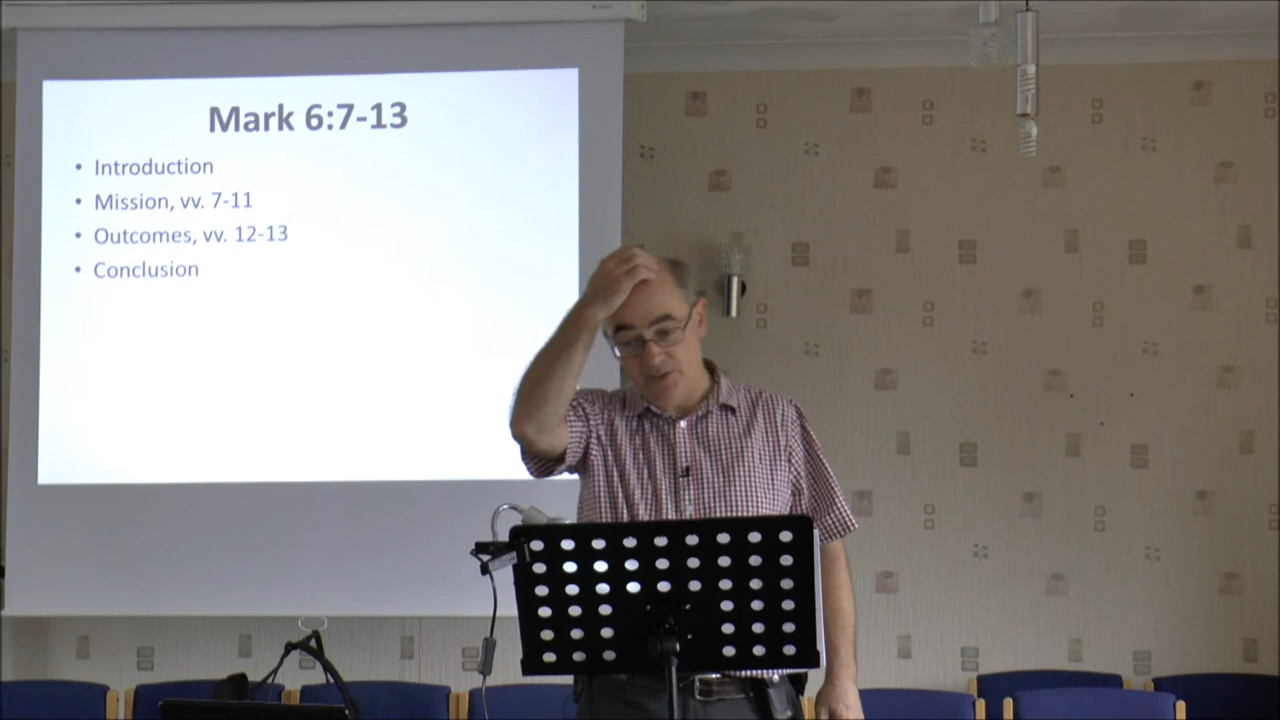 Mark 6:7-13
• Introduction
• Mission, vv. 7-11
• Outcomes, vv. 12-13
• Conclusion